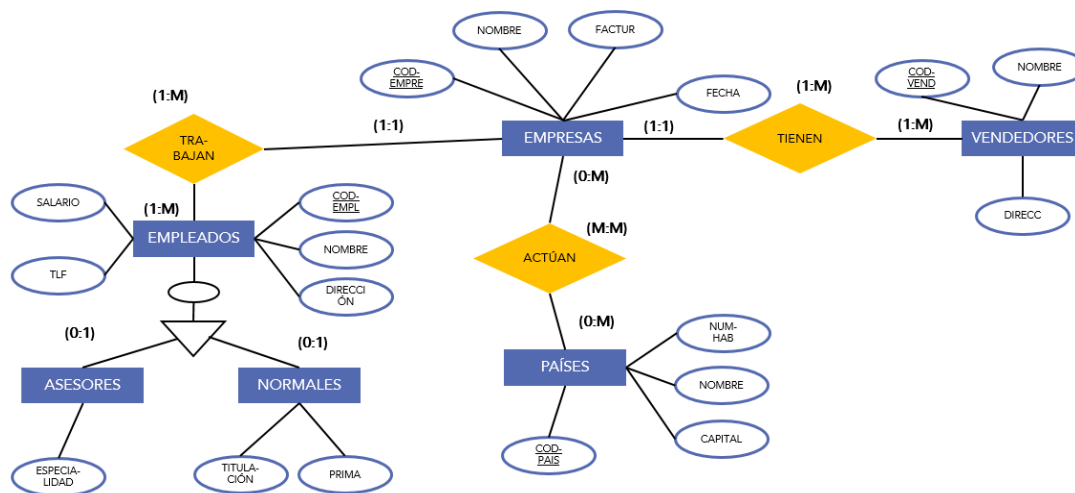 NOMBRE
FACTUR
COD-
EMPRE
FECHA
COD-
VEND
NOMBRE
(1:M)
(1:M)
TRA-
BAJAN
(1:1)
EMPRESAS
(1:1)
TIENEN
(1:M)
VENDEDORES
(0:M)
SALARIO
(1:M)
COD-
EMPL
DIRECC
EMPLEADOS
(M:M)
NOMBRE
ACTÚAN
TLF
DIRECCI
ÓN
(0:1)
(0:1)
(0:M)
NUM-
HAB
PAÍSES
ASESORES
NORMALES
NOMBRE
CAPITAL
COD-
PAIS
ESPECIA-
LIDAD
TITULA-
CIÓN
PRIMA